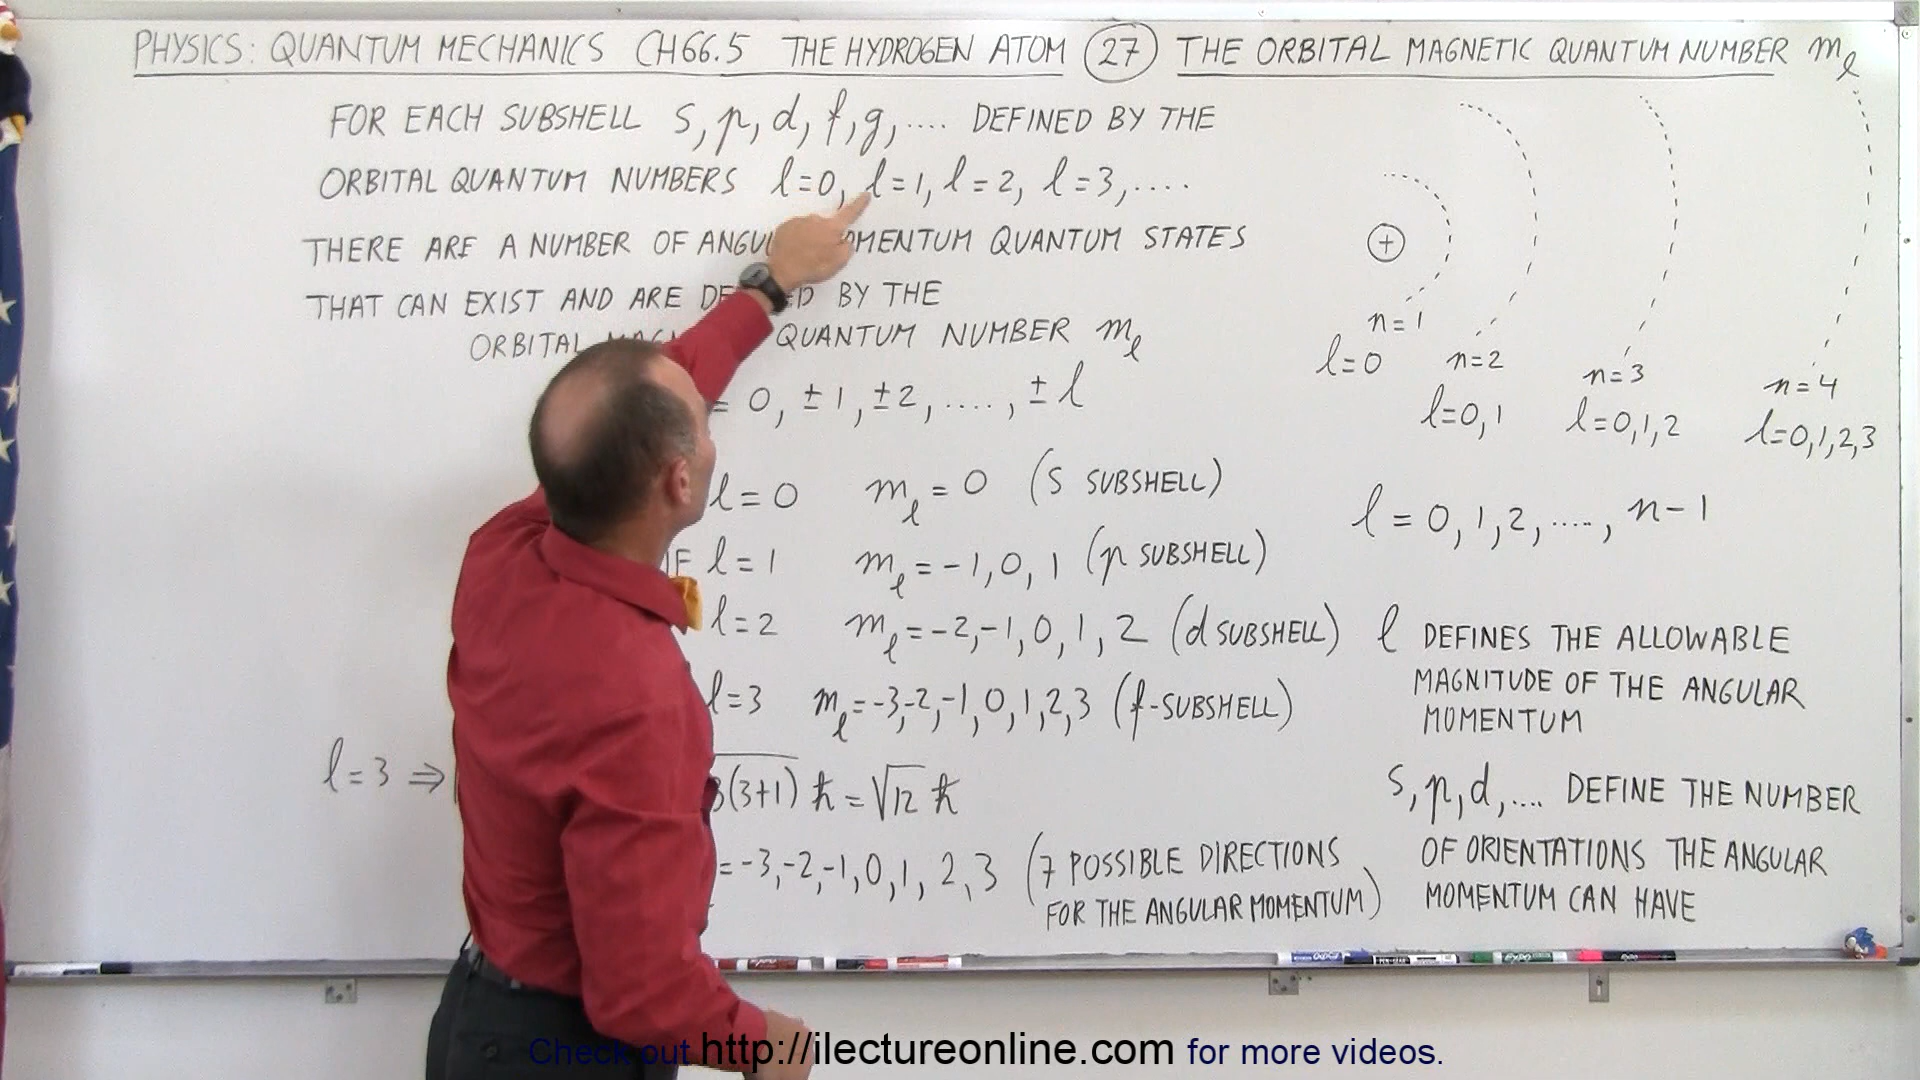 PHYSICS: QUANTUM MECHANICS CH66.5 THE HYDROGEN ATOM (27) THE ORBITAL MAGNETIC QUANTUM NUMBER mₗ
FOR EACH SUBSHELL s, p, d, f, g, .... DEFINED BY THE
ORBITAL QUANTUM NUMBERS l=0, l=1, l=2, l=3, ....
THERE ARE A NUMBER OF MOMENTUM QUANTUM STATES
THAT CAN EXIST AND ARE BY THE
ORBITAL QUANTUM NUMBER mₗ
= 0, ±1, ±2, ...., ±l
l=0 mₗ=0 (S SUBSHELL)
IF l=1 mₗ=-1,0,1 (p SUBSHELL)
l=2 mₗ=-2,-1,0,1,2 (d SUBSHELL)
l=3 mₗ=-3,-2,-1,0,1,2,3 (f-SUBSHELL)
l=3 ⇒ 3(3+1) ħ = √12 ħ
= -3,-2,-1,0,1,2,3 (7 POSSIBLE DIRECTIONS
FOR THE ANGULAR MOMENTUM)
+
n=1
l=0
n=2
l=0,1
n=3
l=0,1,2
n=4
l=0,1,2,3
l = 0, 1, 2, ...., n-1
l DEFINES THE ALLOWABLE
MAGNITUDE OF THE ANGULAR
MOMENTUM
s, p, d, .... DEFINE THE NUMBER
OF ORIENTATIONS THE ANGULAR
MOMENTUM CAN HAVE
EXPO
Check out http://ilectureonline.com for more videos.